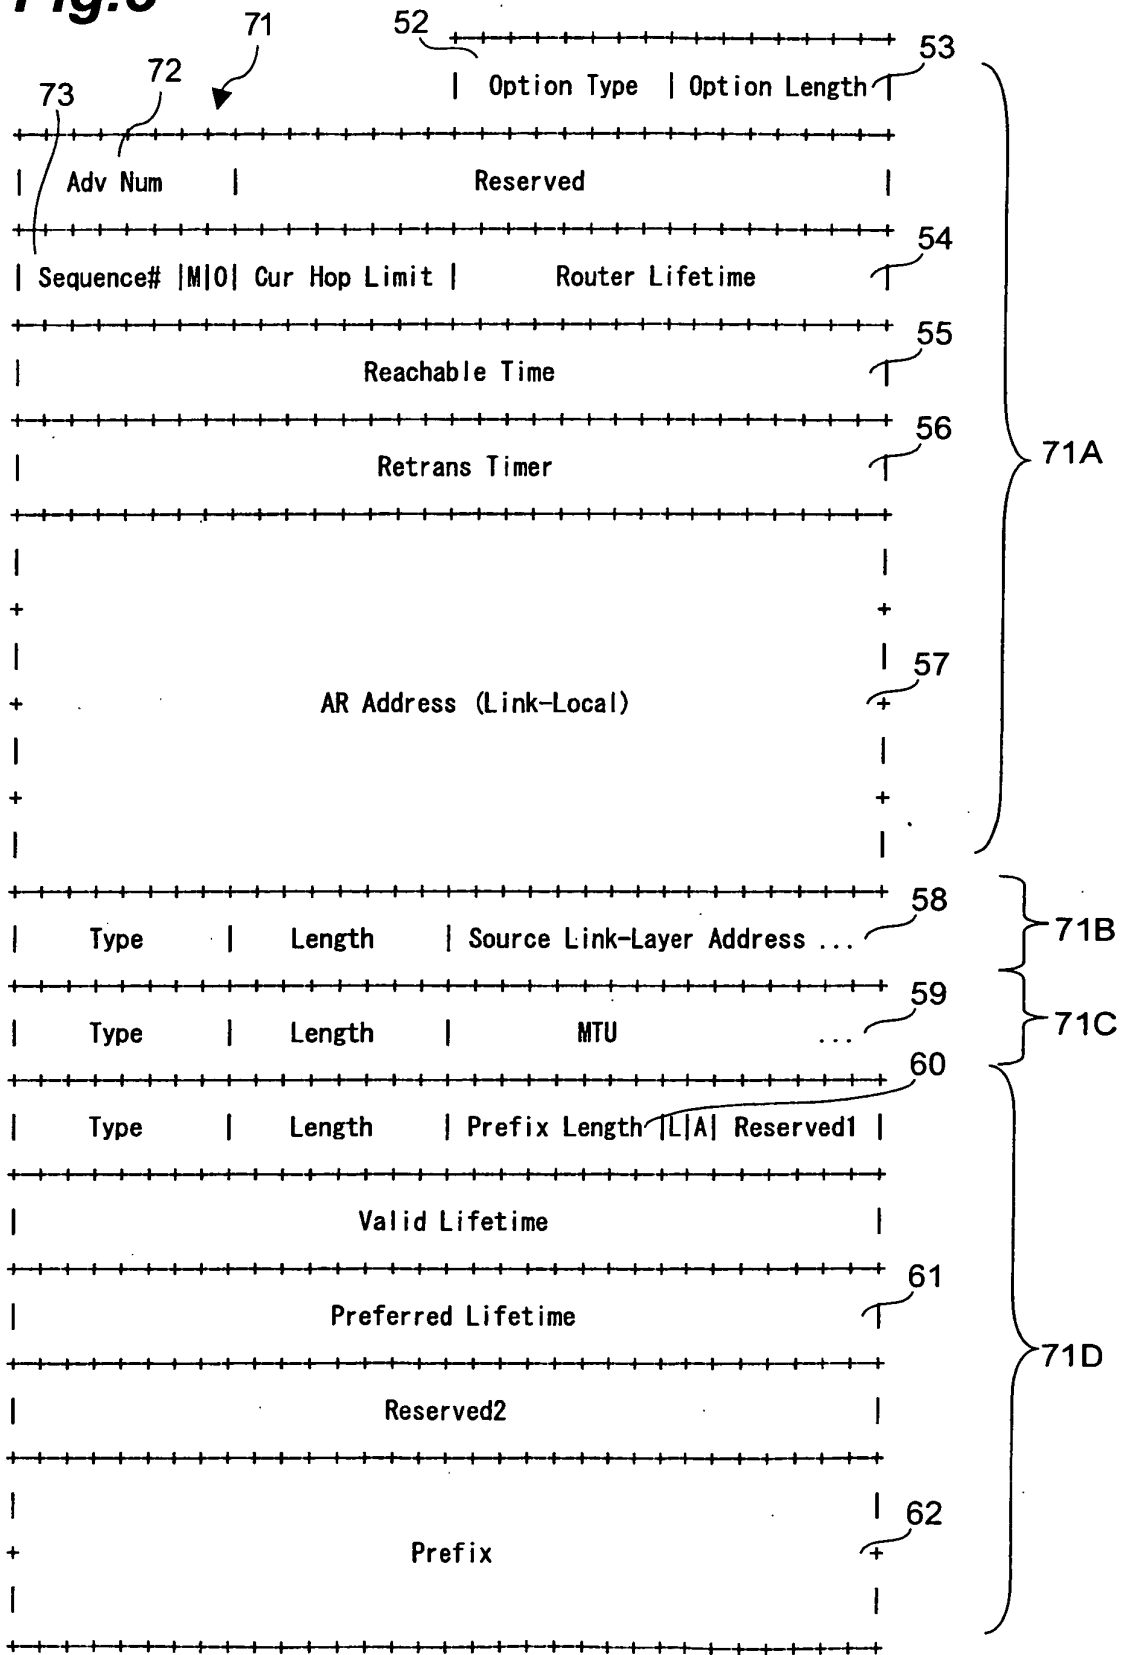 71
52
53
| Option Type | Option Length |
72
73
| Adv Num | Reserved |
54
| Sequence# |M|O| Cur Hop Limit | Router Lifetime |
55
| Reachable Time |
56
| Retrans Timer |
71A
57
AR Address (Link-Local)
58
| Type | Length | Source Link-Layer Address ...
71B
59
| Type | Length | MTU ...
71C
60
| Type | Length | Prefix Length |L|A| Reserved1 |
| Valid Lifetime |
61
| Preferred Lifetime |
71D
| Reserved2 |
62
Prefix